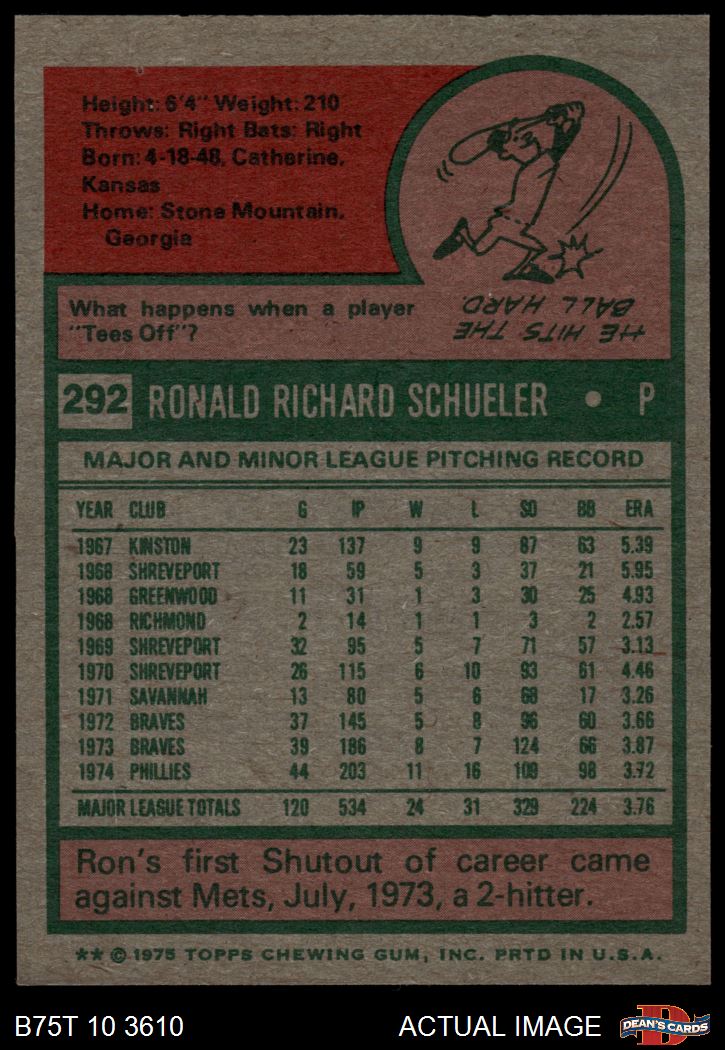 Height: 6'4" Weight: 210
Throws: Right Bats: Right
Born: 4-18-48, Catherine,
Kansas
Home: Stone Mountain,
Georgia
What happens when a player
"Tees Off"?
HE HITS THE
BALL HARD.
292 RONALD RICHARD SCHUELER • P
MAJOR AND MINOR LEAGUE PITCHING RECORD
YEAR CLUB G IP W L SO BB ERA
1967 KINSTON 23 137 9 9 87 63 5.39
1968 SHREVEPORT 18 59 5 3 37 21 5.95
1968 GREENWOOD 11 31 1 3 30 25 4.93
1968 RICHMOND 2 14 1 1 3 2 2.57
1969 SHREVEPORT 32 95 5 7 71 57 3.13
1970 SHREVEPORT 26 115 6 10 93 61 4.46
1971 SAVANNAH 13 80 5 6 68 17 3.26
1972 BRAVES 37 145 5 8 96 60 3.66
1973 BRAVES 39 186 8 7 124 66 3.87
1974 PHILLIES 44 203 11 16 109 98 3.72
MAJOR LEAGUE TOTALS 120 534 24 31 329 224 3.76
Ron's first Shutout of career came
against Mets, July, 1973, a 2-hitter.
** © 1975 TOPPS CHEWING GUM, INC. PRTD IN U.S.A.
B75T 10 3610 ACTUAL IMAGE D DEAN'S CARDS